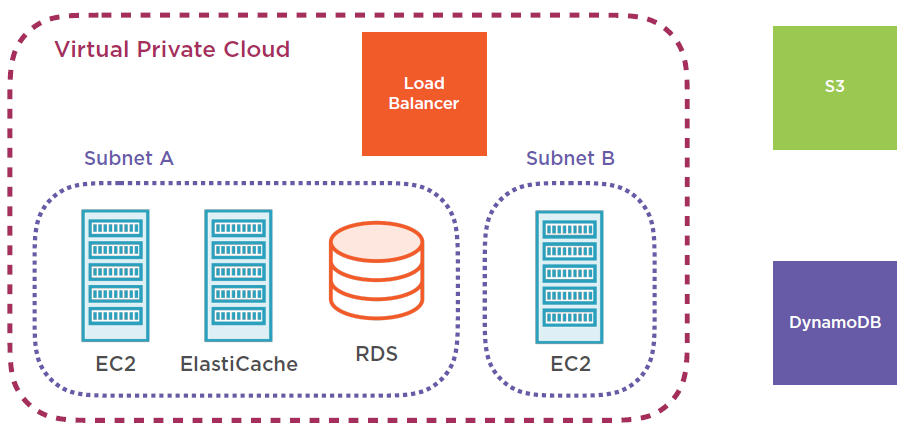 Virtual Private Cloud
Load
Balancer
S3
Subnet A
Subnet B
EC2
ElastiCache
RDS
EC2
DynamoDB